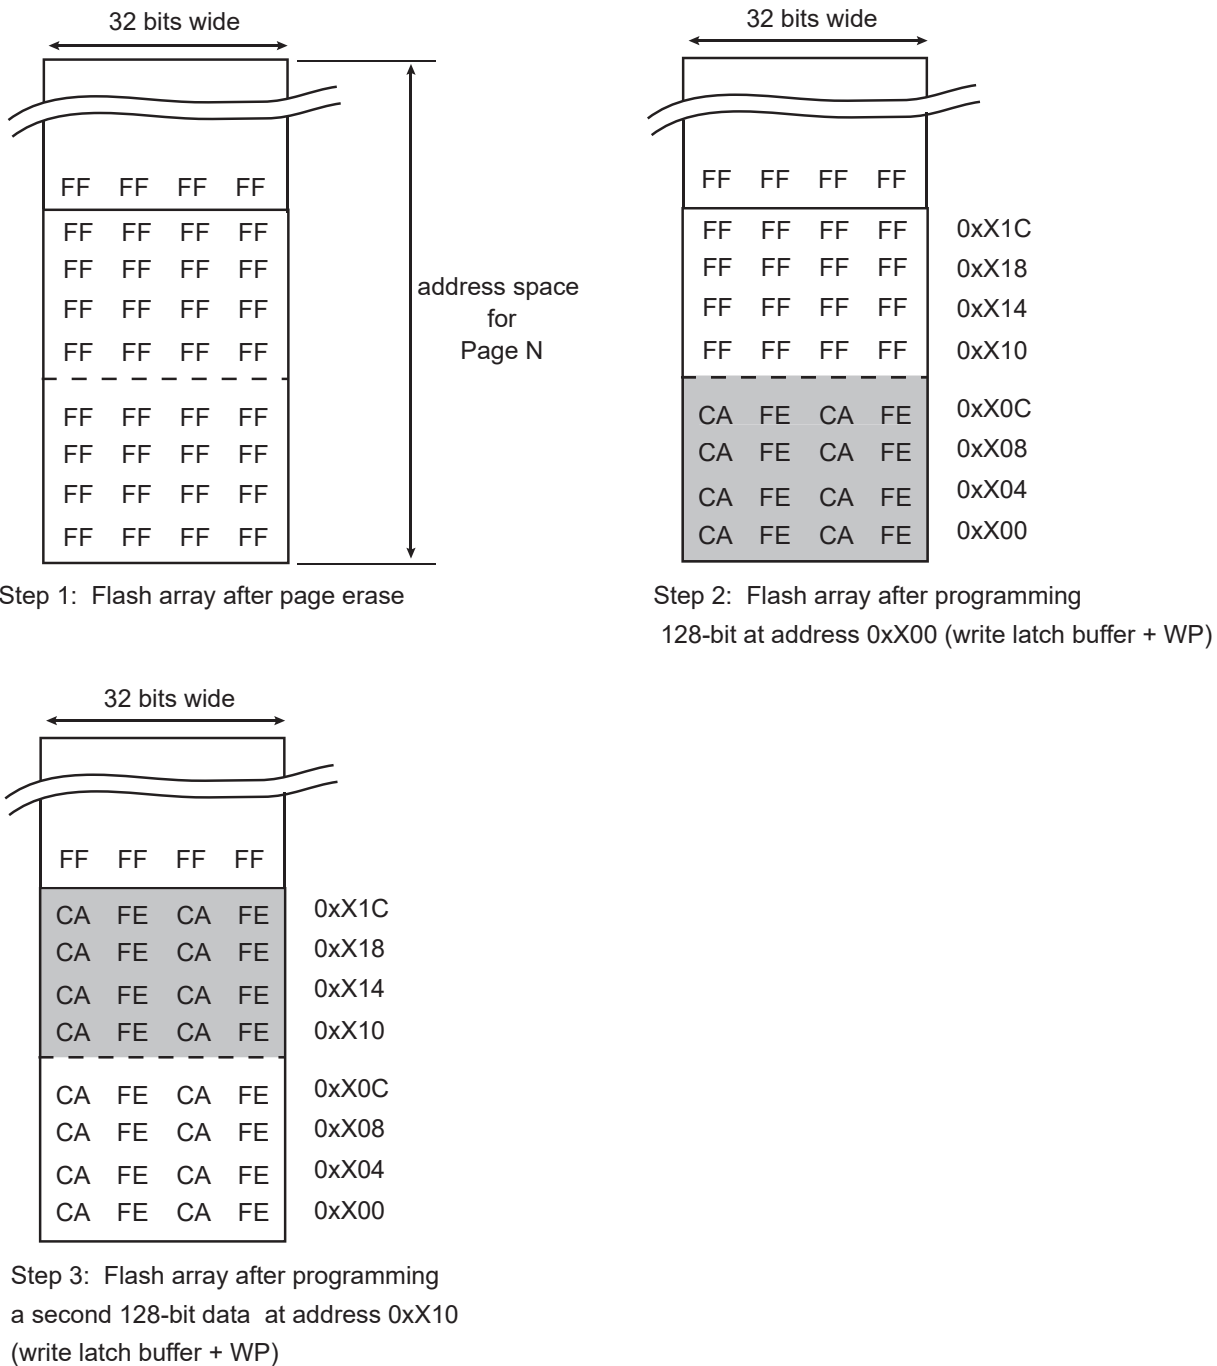 32 bits wide
FF FF FF FF
FF FF FF FF
FF FF FF FF
FF FF FF FF
FF FF FF FF
FF FF FF FF
FF FF FF FF
FF FF FF FF
FF FF FF FF
address space
for
Page N
Step 1: Flash array after page erase
32 bits wide
FF FF FF FF
FF FF FF FF 0xX1C
FF FF FF FF 0xX18
FF FF FF FF 0xX14
FF FF FF FF 0xX10
CA FE CA FE 0xX0C
CA FE CA FE 0xX08
CA FE CA FE 0xX04
CA FE CA FE 0xX00
Step 2: Flash array after programming
128-bit at address 0xX00 (write latch buffer + WP)
32 bits wide
FF FF FF FF
CA FE CA FE 0xX1C
CA FE CA FE 0xX18
CA FE CA FE 0xX14
CA FE CA FE 0xX10
CA FE CA FE 0xX0C
CA FE CA FE 0xX08
CA FE CA FE 0xX04
CA FE CA FE 0xX00
Step 3: Flash array after programming
a second 128-bit data at address 0xX10
(write latch buffer + WP)